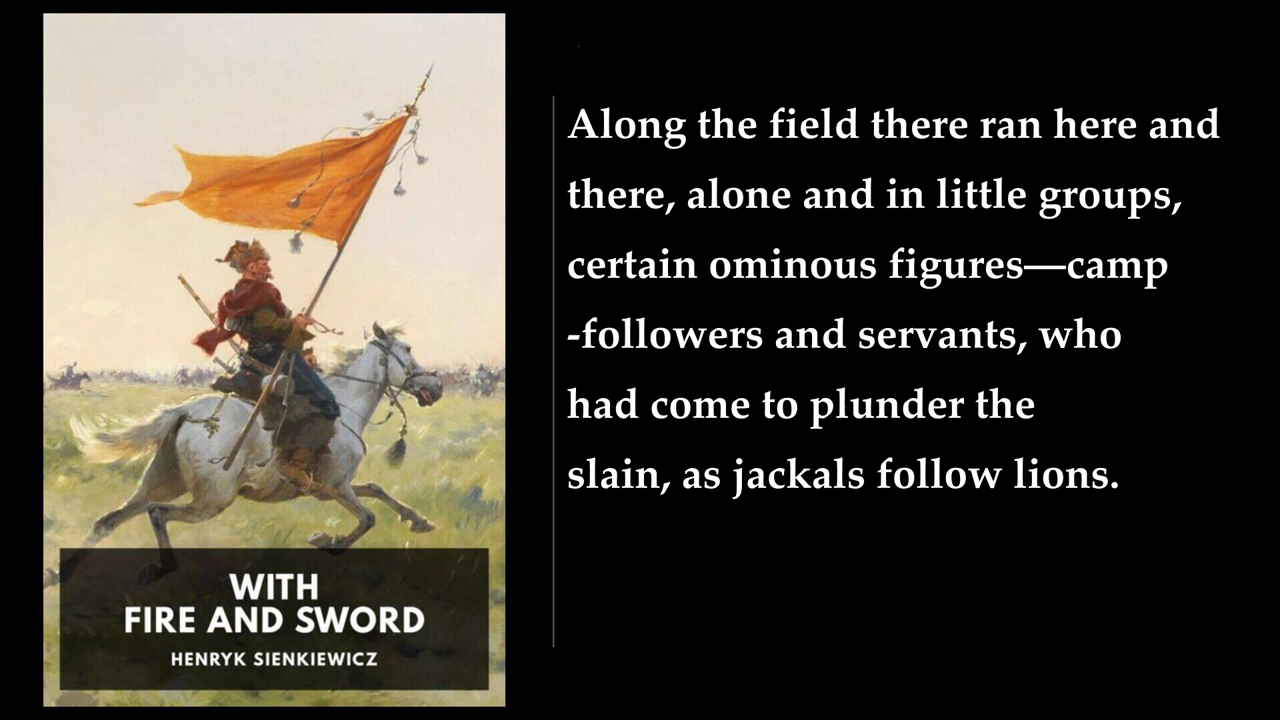 WITH
FIRE AND SWORD
HENRYK SIENKIEWICZ
Along the field there ran here and
there, alone and in little groups,
certain ominous figures—camp
-followers and servants, who
had come to plunder the
slain, as jackals follow lions.